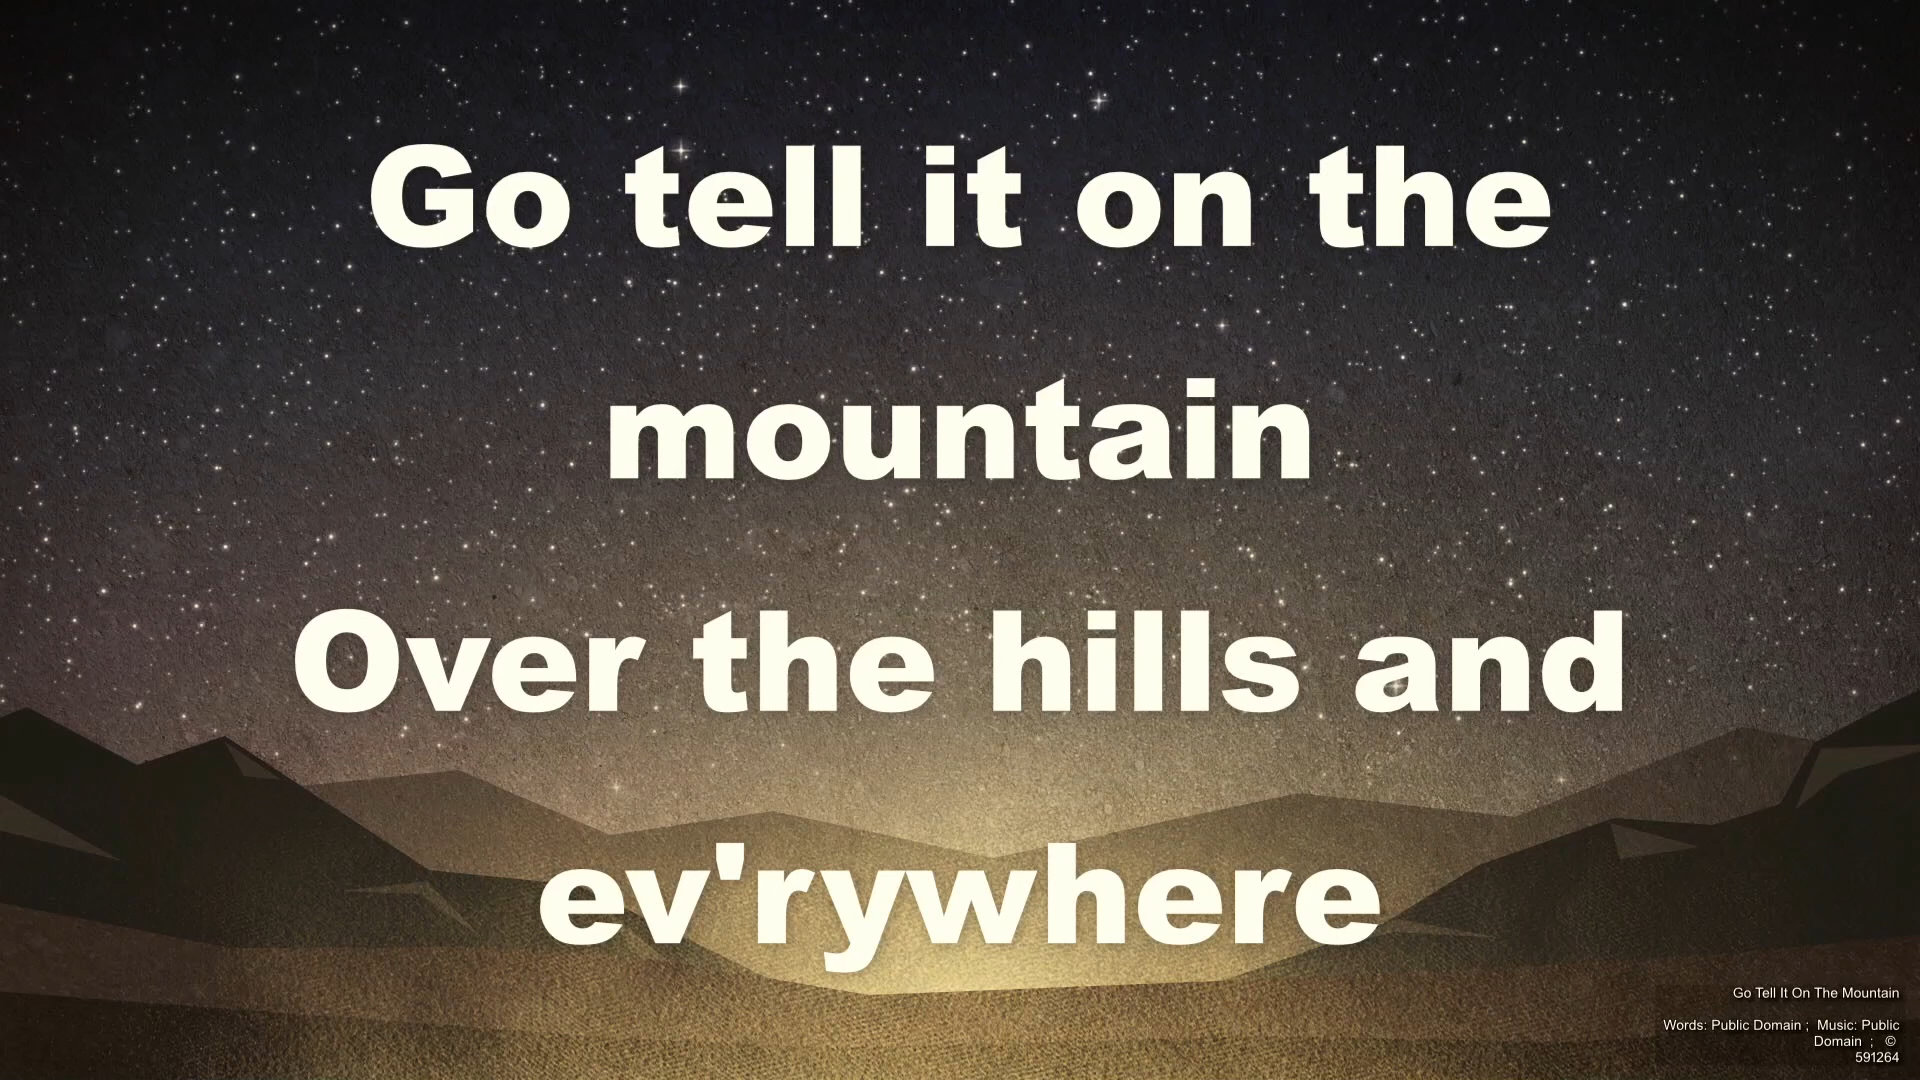 Go tell it on the
mountain
Over the hills and
ev'rywhere
Go Tell It On The Mountain
Words: Public Domain ;  Music: Public
Domain  ;   ©
591264